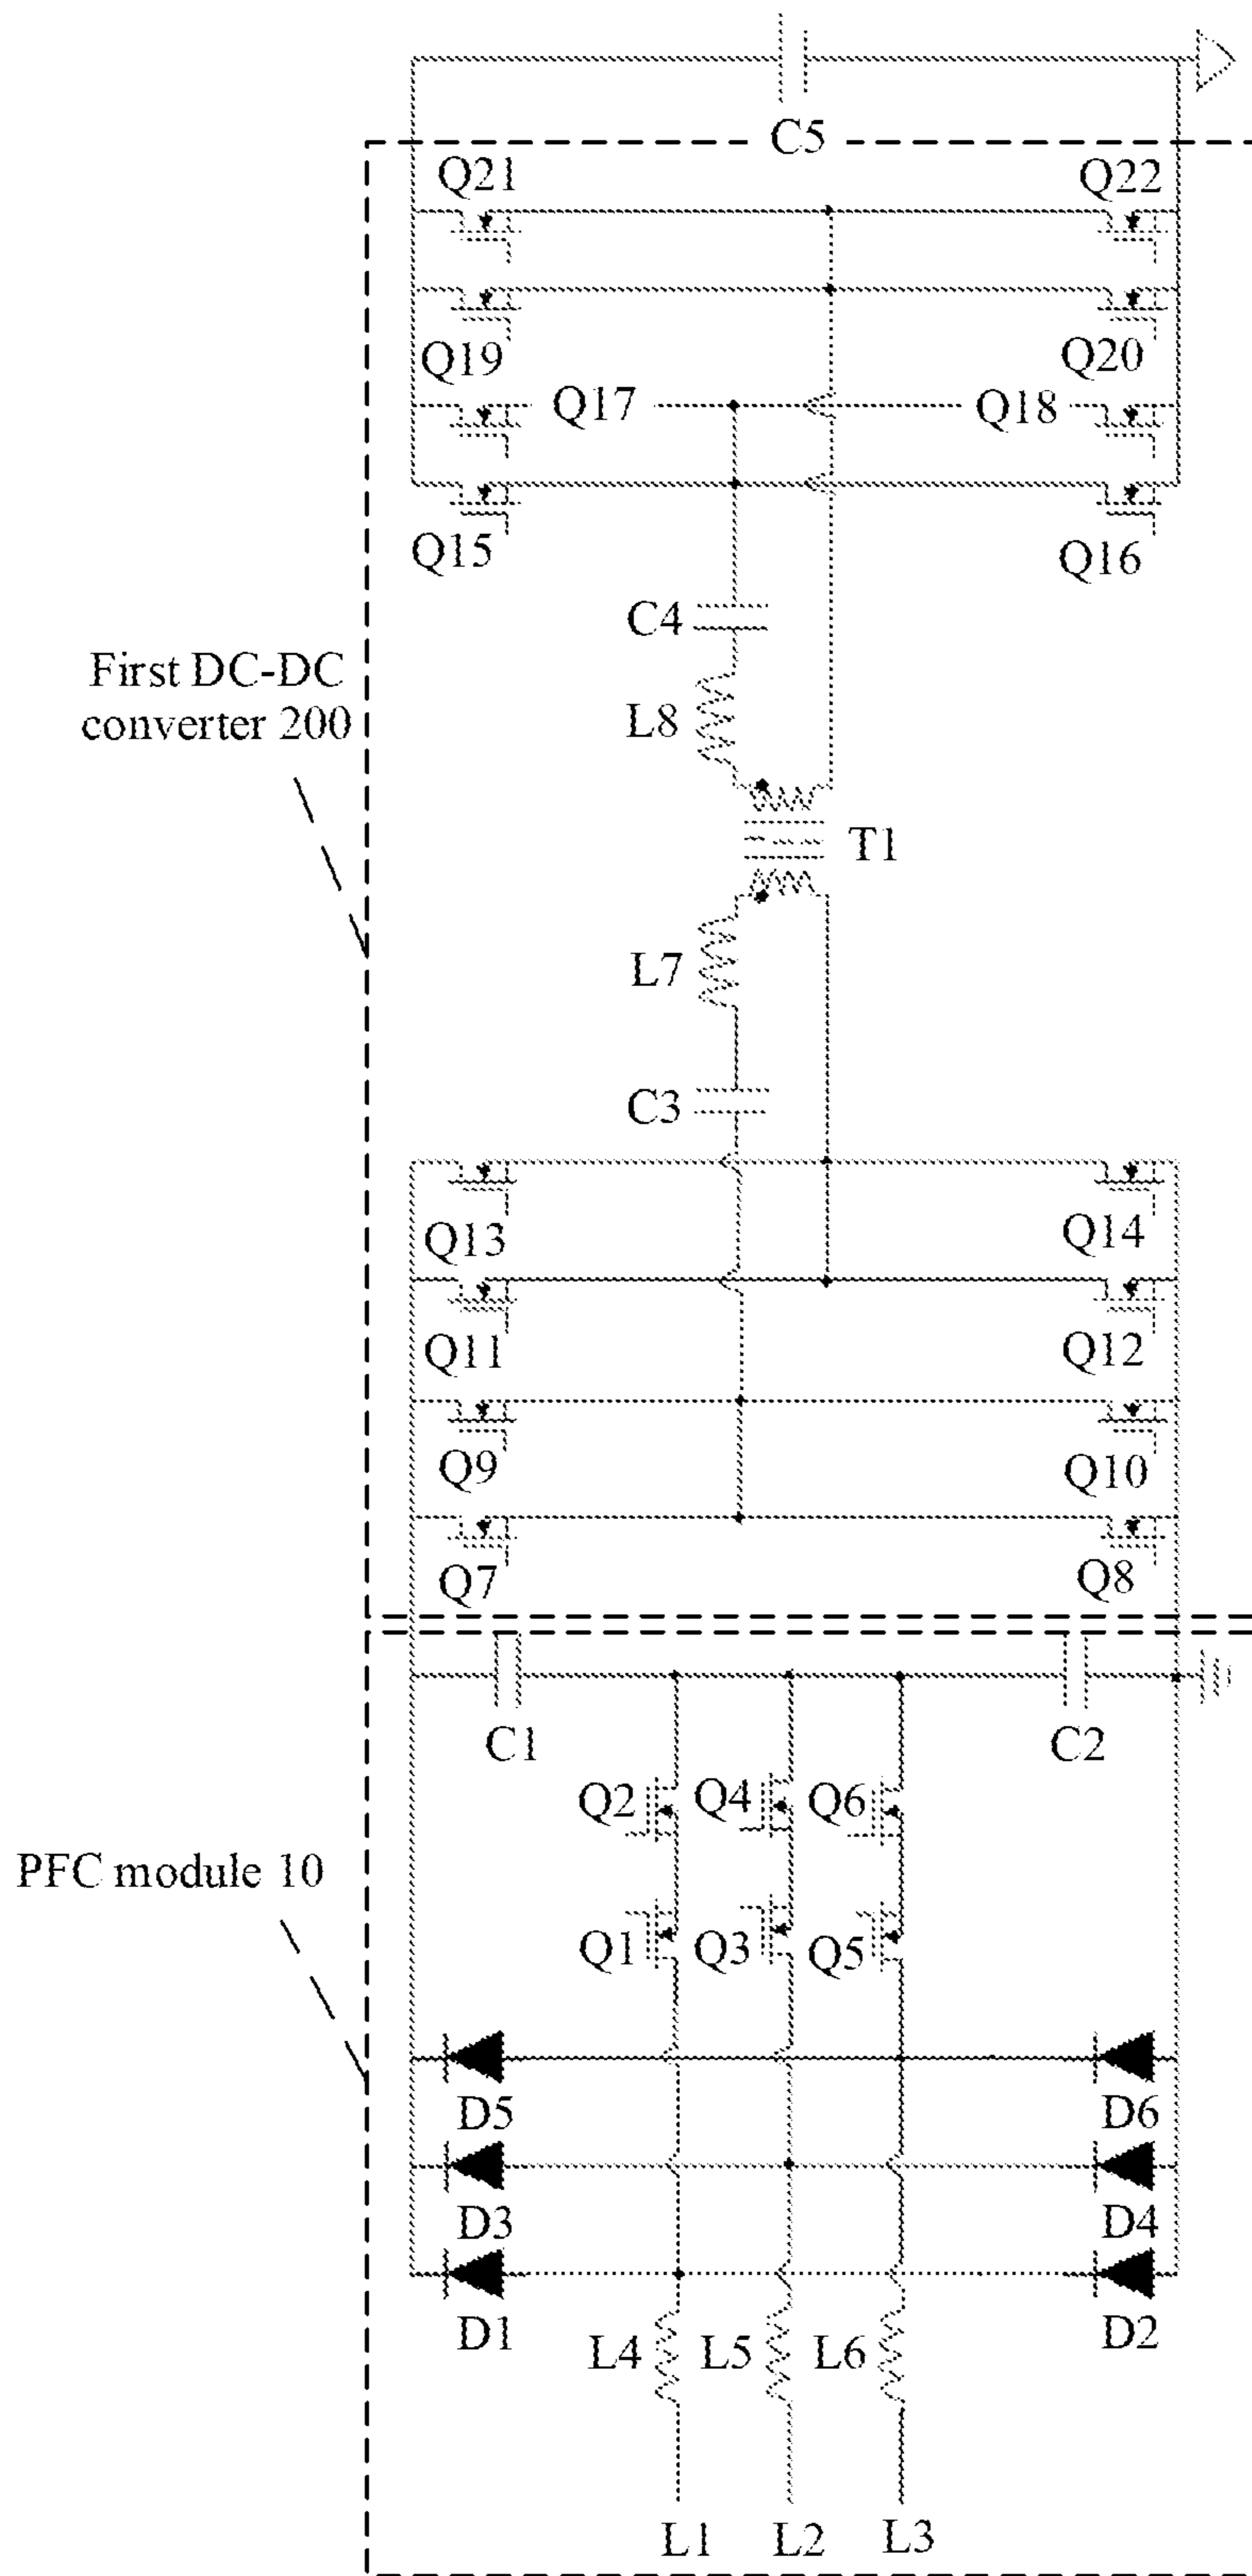 C5
Q21
Q22
Q19
Q20
Q17
Q18
Q15
Q16
C4
First DC-DC
converter 200
L8
T1
L7
C3
Q13
Q14
Q11
Q12
Q9
Q10
Q7
Q8
C1
C2
Q2
Q4
Q6
PFC module 10
Q1
Q3
Q5
D5
D6
D3
D4
D1
D2
L4
L5
L6
L1
L2
L3